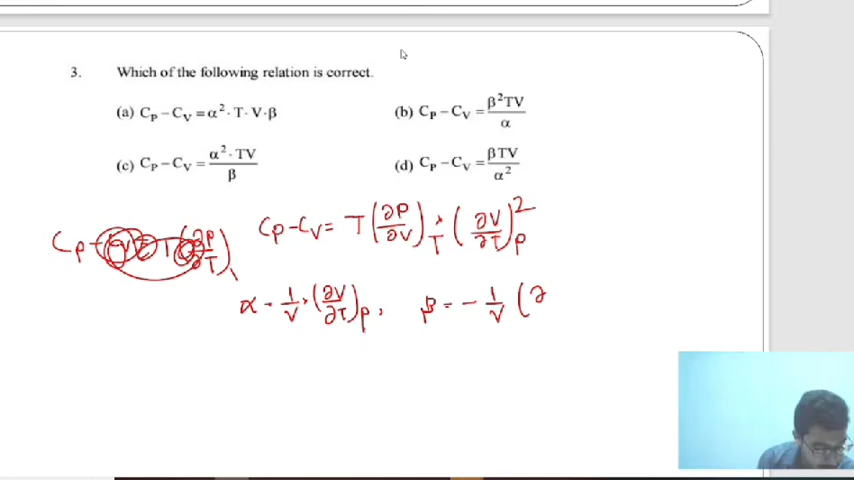 3. Which of the following relation is correct.
(a) C_P − C_V = α² · T · V · β (b) C_P − C_V = β²TV/α
(c) C_P − C_V = α² · TV/β (d) C_P − C_V = βTV/α²
C_P − C_V = T (∂P/∂V)_T × (∂V/∂T)²_P
α = 1/V · (∂V/∂T)_P , β = − 1/V (∂